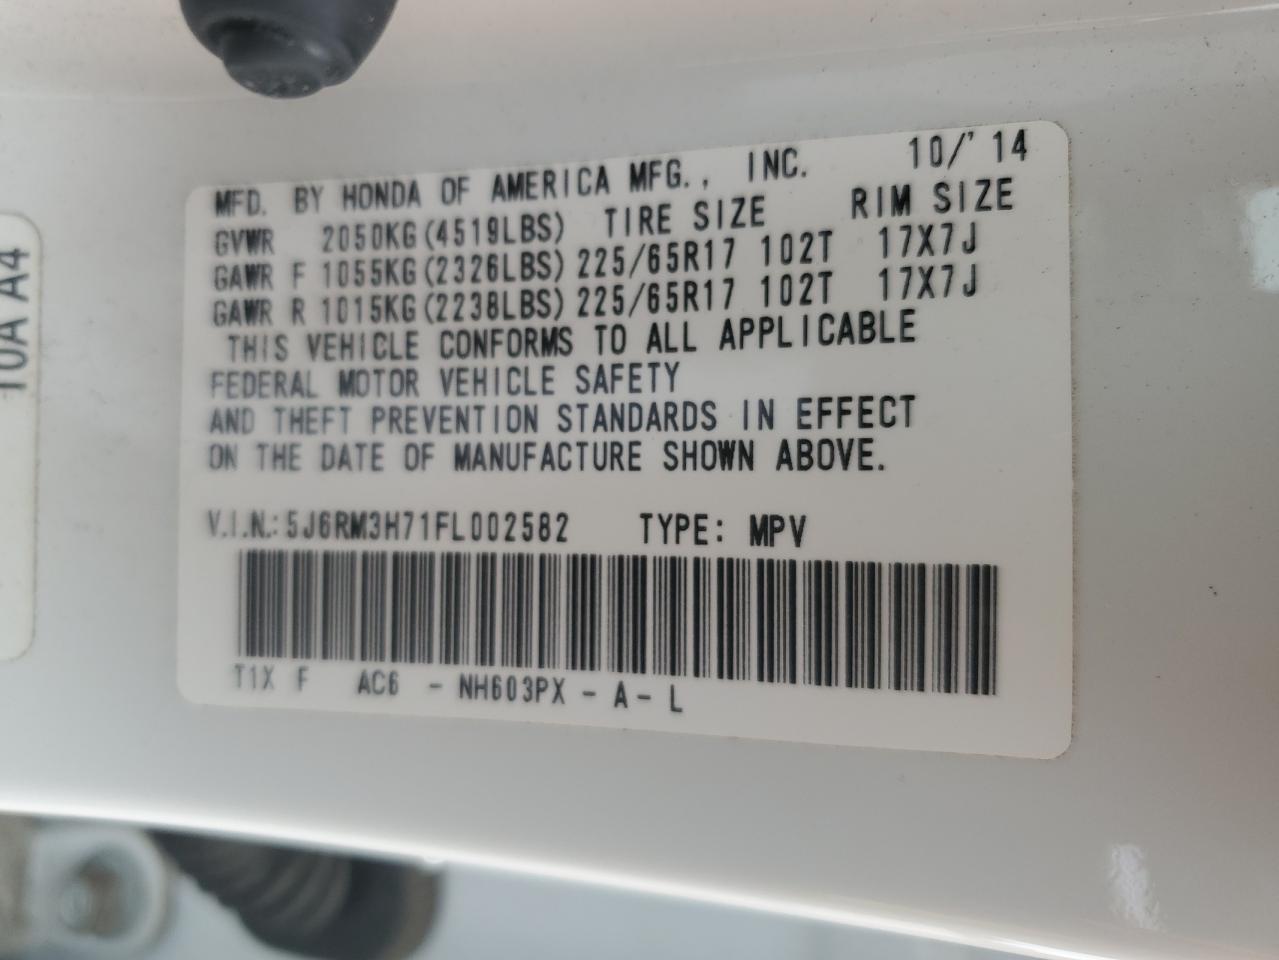 MFD. BY HONDA OF AMERICA MFG., INC. 10/'14
GVWR 2050KG(4519LBS) TIRE SIZE RIM SIZE
GAWR F 1055KG(2326LBS) 225/65R17 102T 17X7J
GAWR R 1015KG(2238LBS) 225/65R17 102T 17X7J
THIS VEHICLE CONFORMS TO ALL APPLICABLE
FEDERAL MOTOR VEHICLE SAFETY
AND THEFT PREVENTION STANDARDS IN EFFECT
ON THE DATE OF MANUFACTURE SHOWN ABOVE.
V.I.N.: 5J6RM3H71FL002582 TYPE: MPV
T1X F AC6 - NH603PX - A - L
10A A4